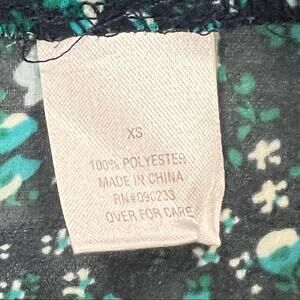 XS
100% POLYESTER
MADE IN CHINA
RN#090233
OVER FOR CARE